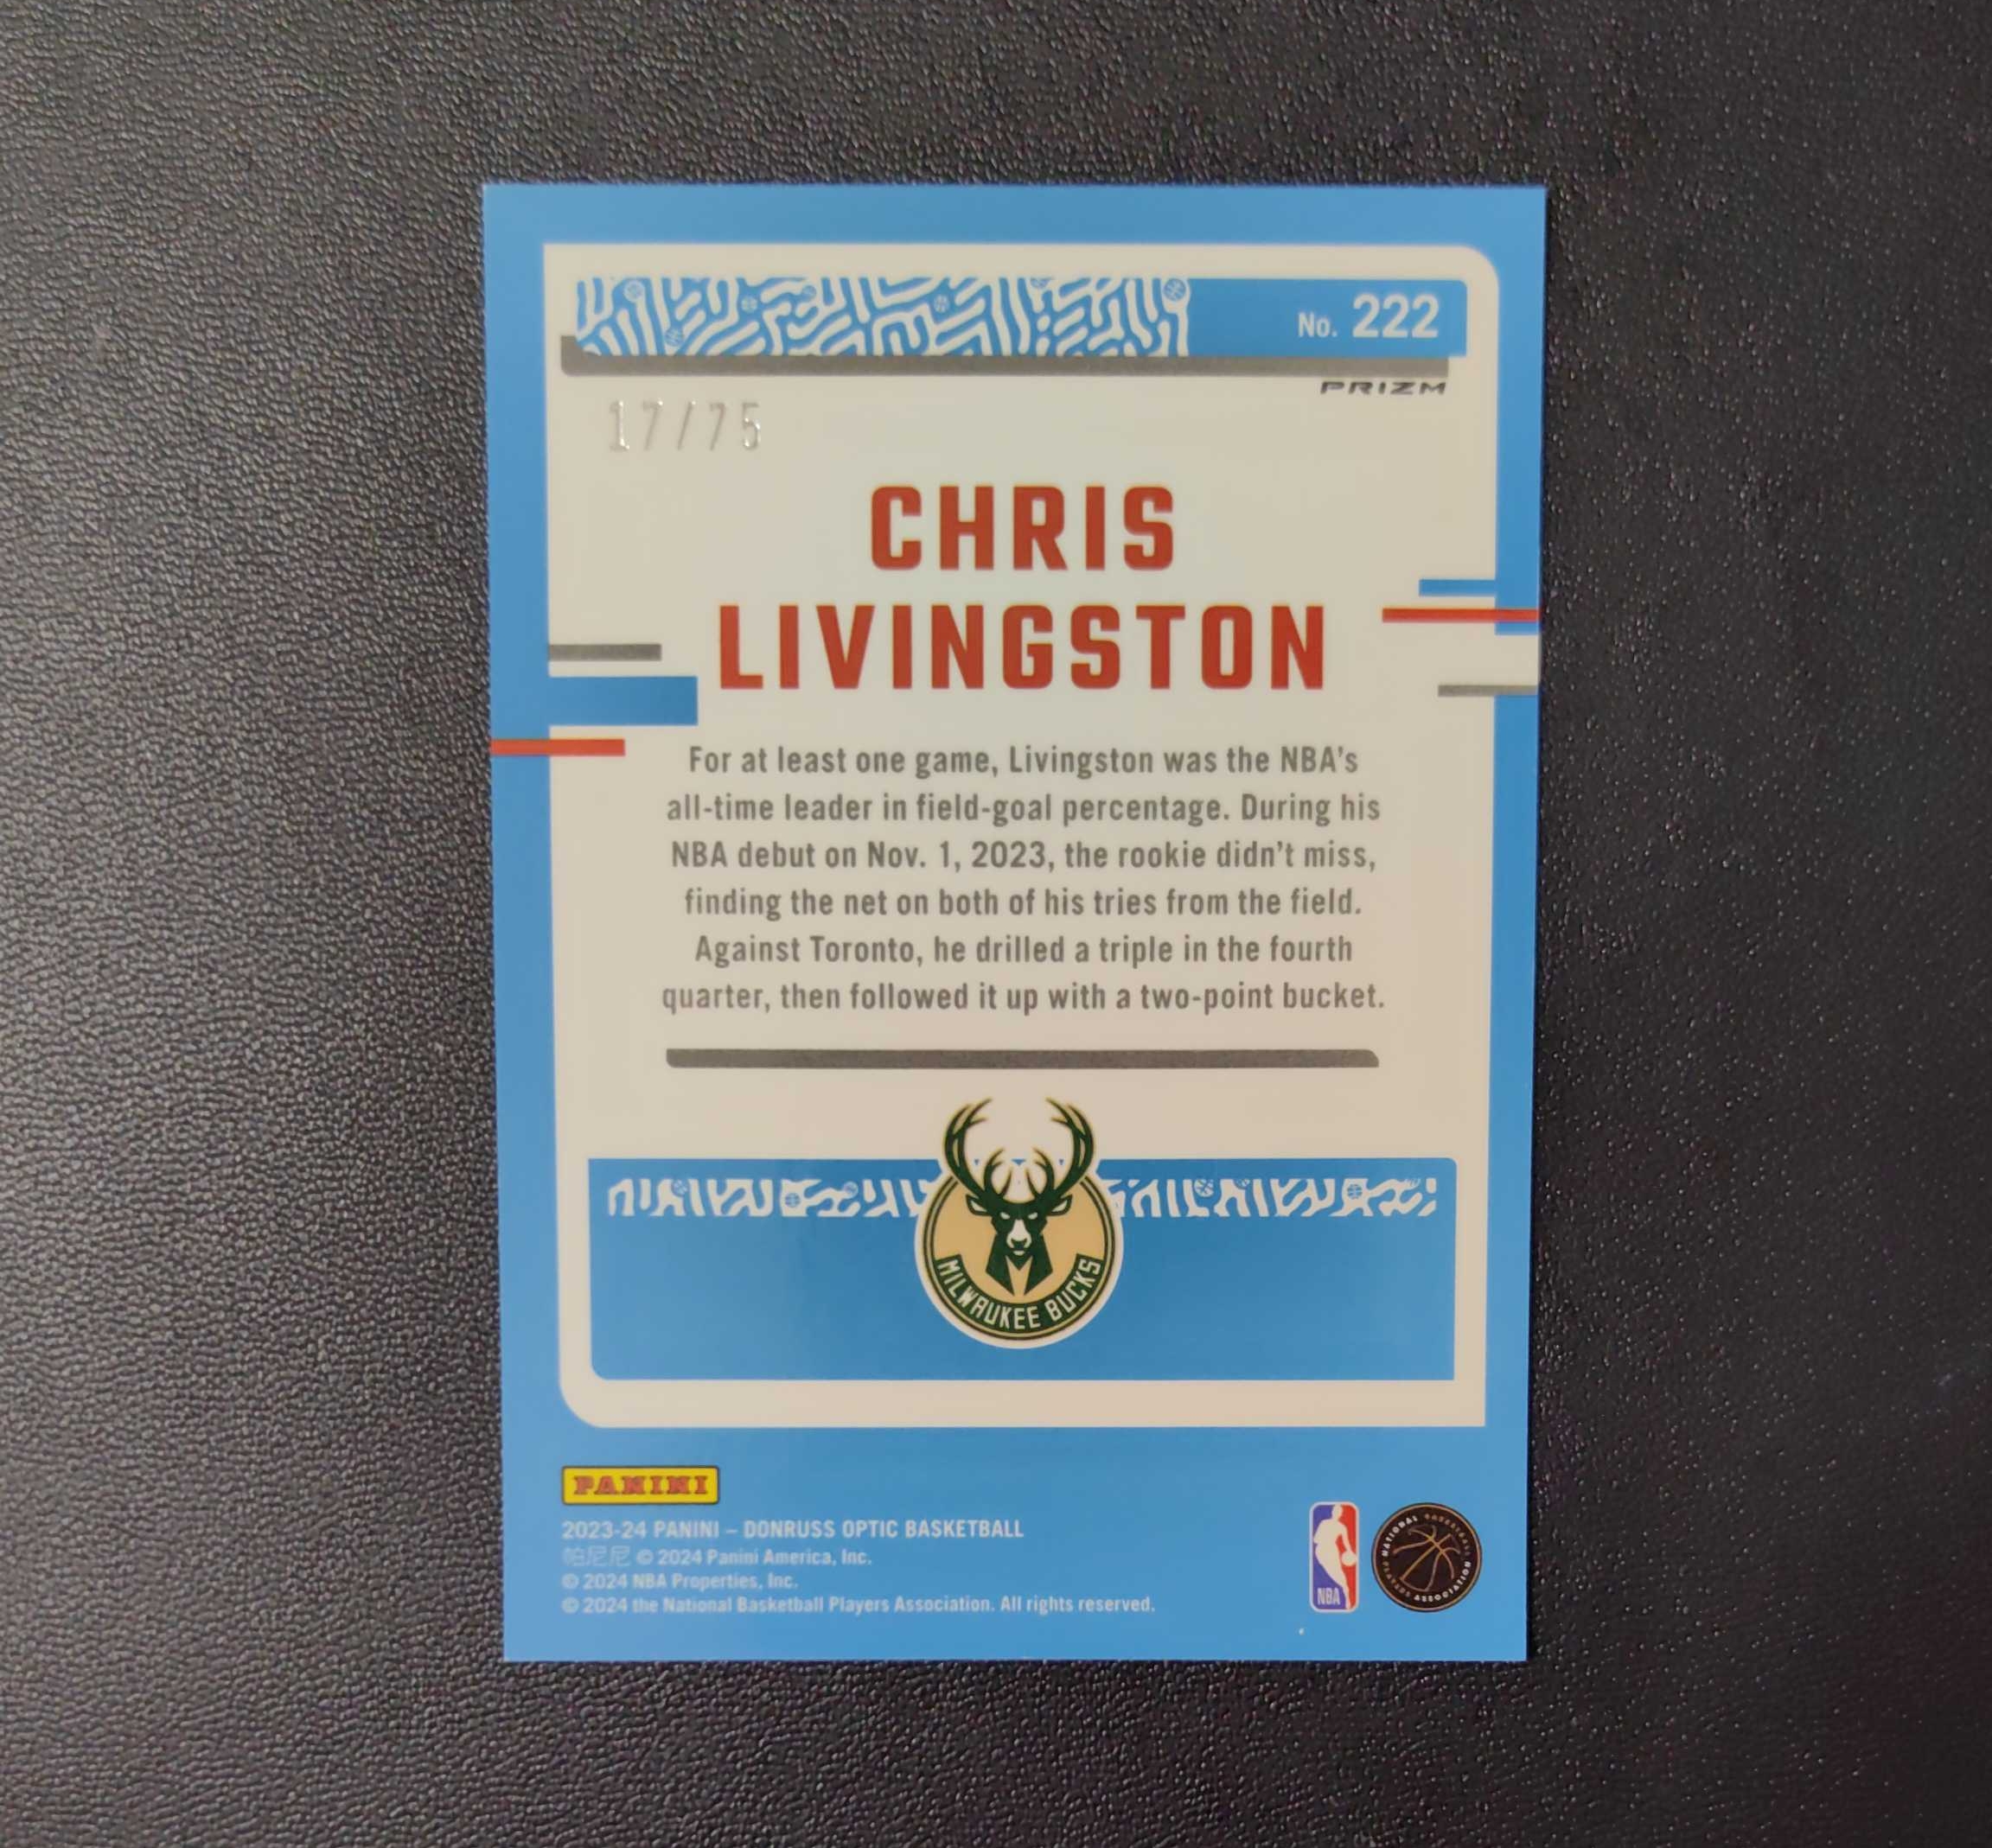 No. 222
PRIZM
17/75
CHRIS
LIVINGSTON
For at least one game, Livingston was the NBA's
all-time leader in field-goal percentage. During his
NBA debut on Nov. 1, 2023, the rookie didn't miss,
finding the net on both of his tries from the field.
Against Toronto, he drilled a triple in the fourth
quarter, then followed it up with a two-point bucket.
MILWAUKEE BUCKS
PANINI
2023-24 PANINI – DONRUSS OPTIC BASKETBALL
帕尼尼 © 2024 Panini America, Inc.
© 2024 NBA Properties, Inc.
© 2024 the National Basketball Players Association. All rights reserved.
NBA
NATIONAL BASKETBALL
PLAYERS ASSOCIATION